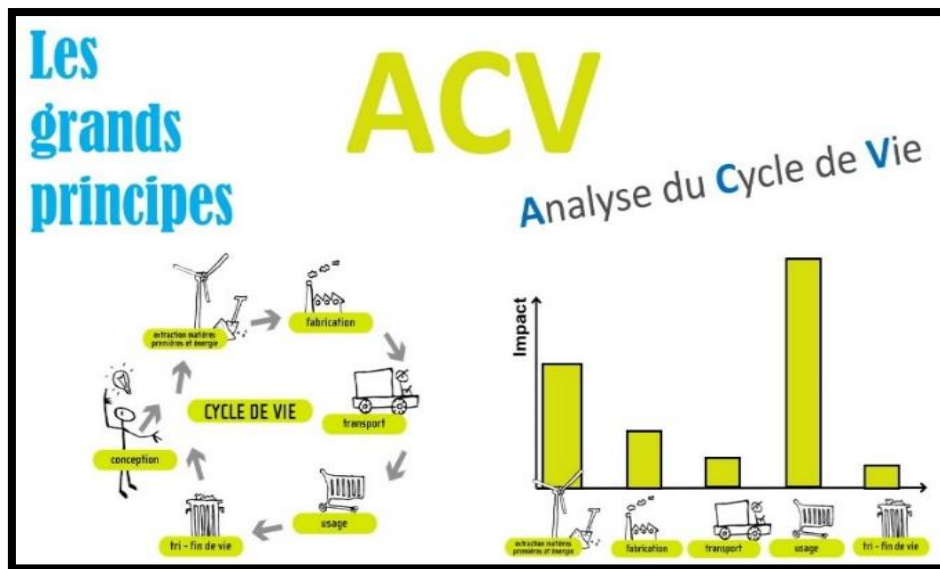 Les
grands
principes
ACV
Analyse du Cycle de Vie
extraction matières
premières et énergie
fabrication
CYCLE DE VIE
transport
conception
usage
tri - fin de vie
Impact
extraction matières
premières et énergie
fabrication
transport
usage
tri - fin de vie